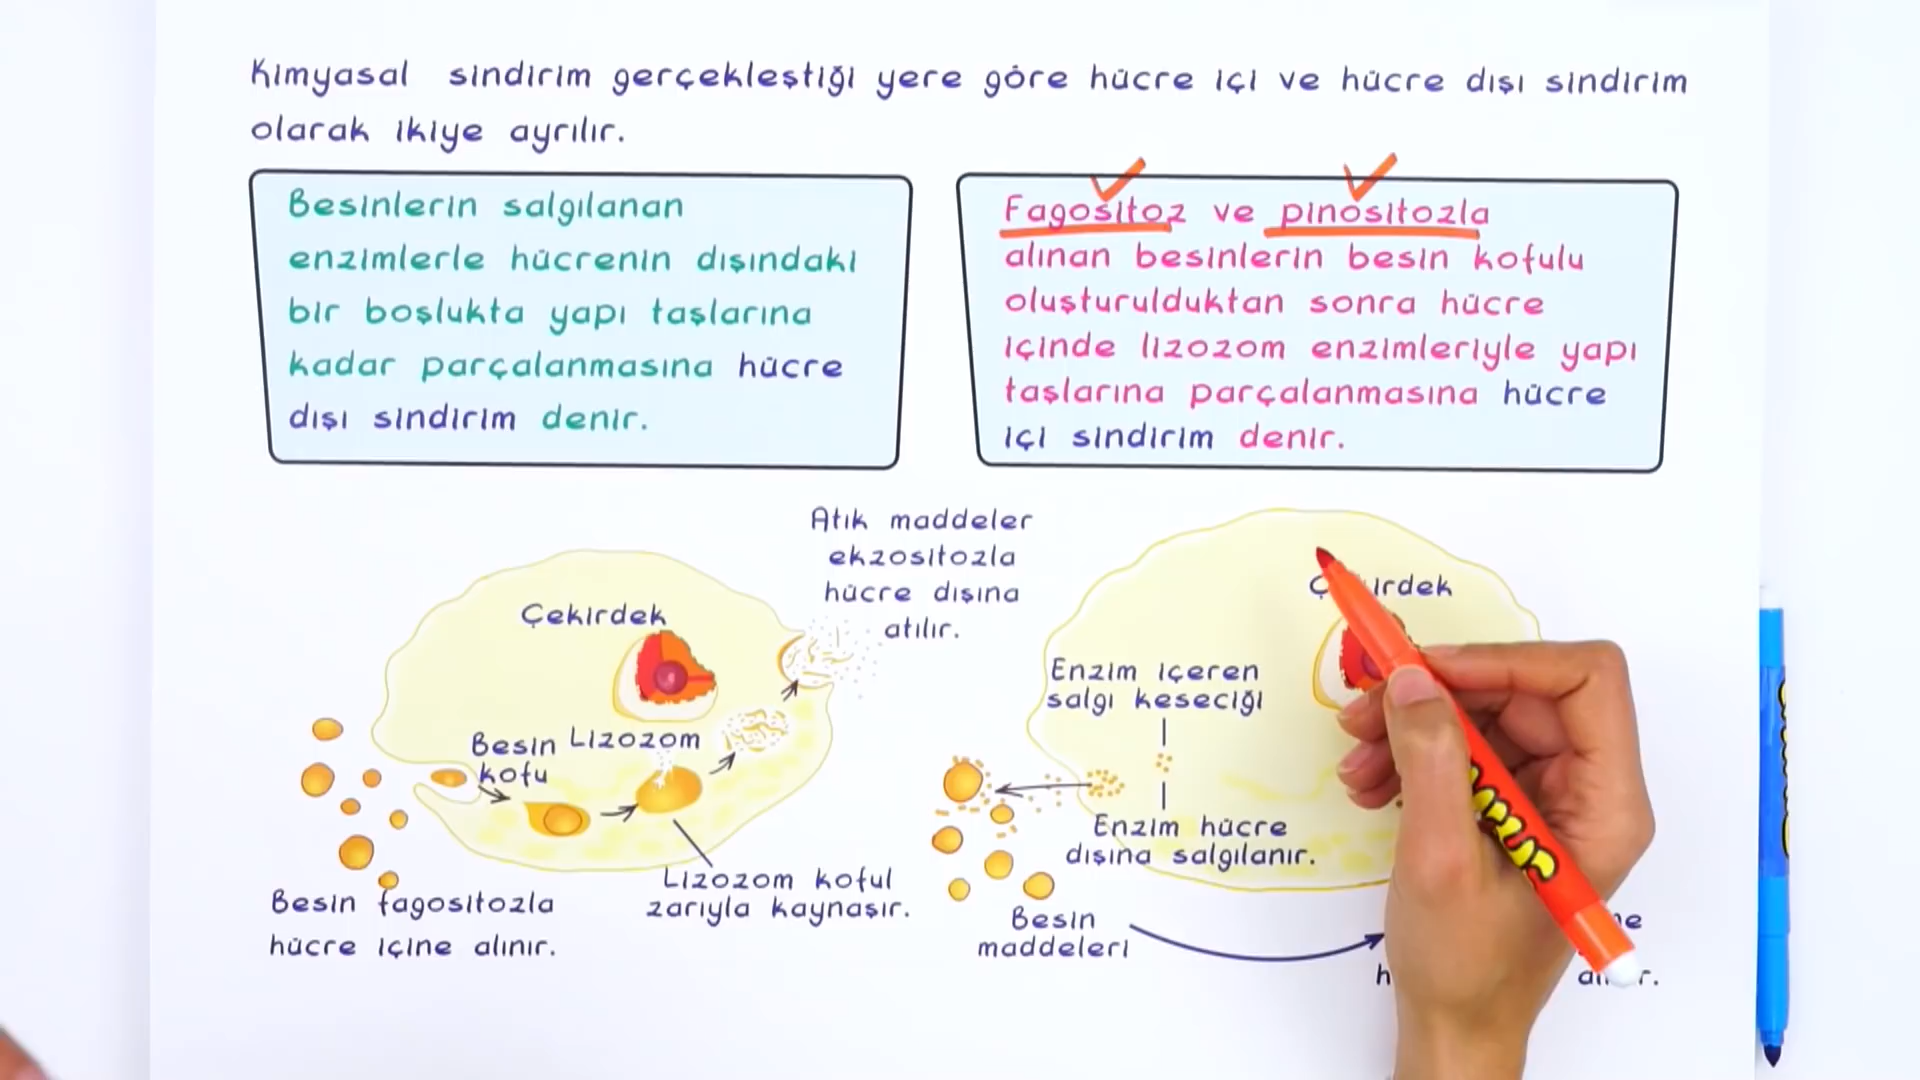 Kimyasal sindirim gerçekleştiği yere göre hücre içi ve hücre dışı sindirim
olarak ikiye ayrılır.
Besinlerin salgılanan
enzimlerle hücrenin dışındaki
bir boşlukta yapı taşlarına
kadar parçalanmasına hücre
dışı sindirim denir.
Fagositoz ve pinositozla
alınan besinlerin besin kofulu
oluşturulduktan sonra hücre
içinde lizozom enzimleriyle yapı
taşlarına parçalanmasına hücre
içi sindirim denir.
Atık maddeler
ekzositozla
hücre dışına
atılır.
Çekirdek
Besin
kofu
Lizozom
Lizozom koful
zarıyla kaynaşır.
Besin fagositozla
hücre içine alınır.
Enzim içeren
salgı keseciği
Enzim hücre
dışına salgılanır.
Besin
maddeleri